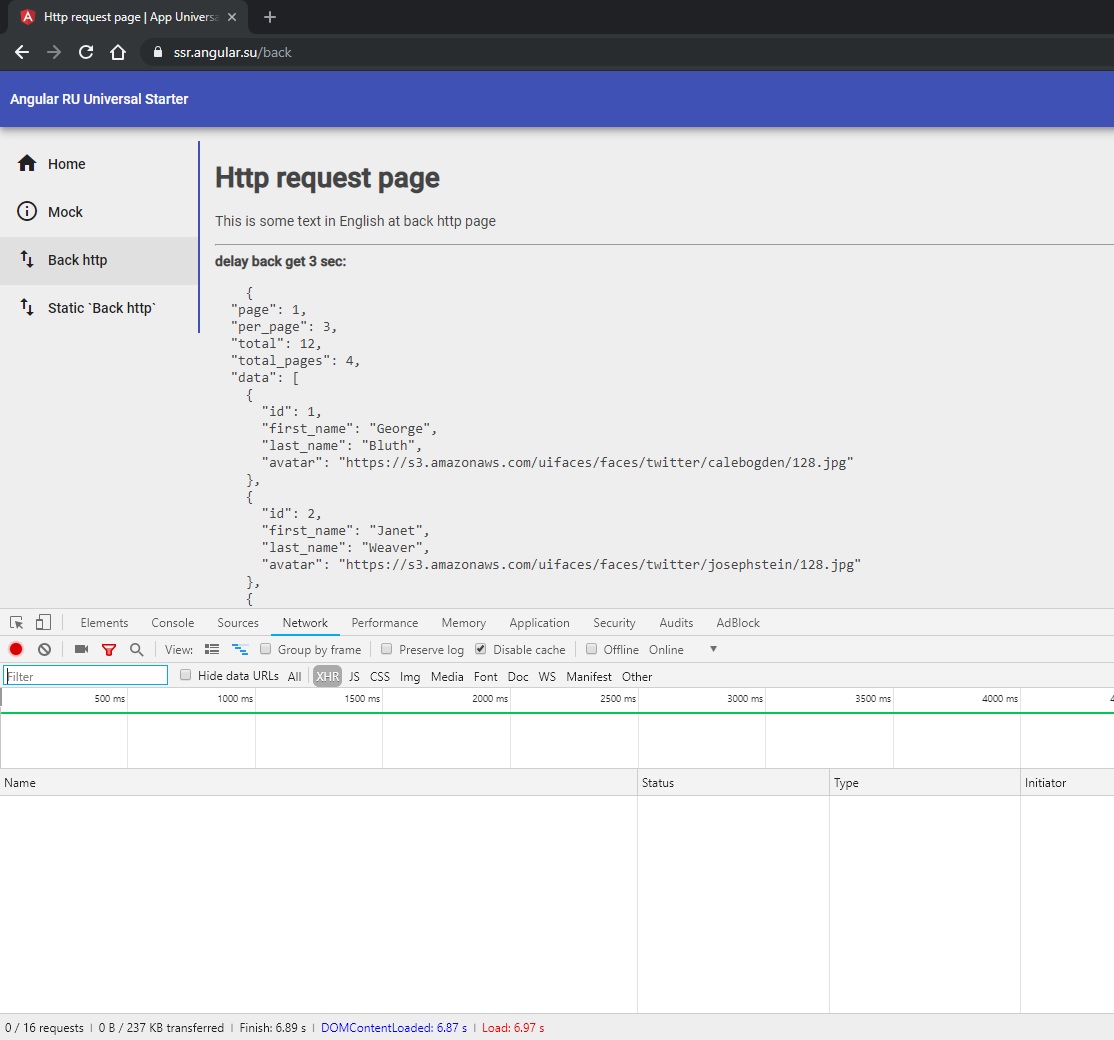 Http request page | App Universa
ssr.angular.su/back
Angular RU Universal Starter
Home
Mock
Back http
Static `Back http`
Http request page
This is some text in English at back http page
delay back get 3 sec:
{
"page": 1,
"per_page": 3,
"total": 12,
"total_pages": 4,
"data": [
{
"id": 1,
"first_name": "George",
"last_name": "Bluth",
"avatar": "https://s3.amazonaws.com/uifaces/faces/twitter/calebogden/128.jpg"
},
{
"id": 2,
"first_name": "Janet",
"last_name": "Weaver",
"avatar": "https://s3.amazonaws.com/uifaces/faces/twitter/josephstein/128.jpg"
},
{
Elements Console Sources Network Performance Memory Application Security Audits AdBlock
View: Group by frame Preserve log Disable cache Offline Online
Filter Hide data URLs All XHR JS CSS Img Media Font Doc WS Manifest Other
500 ms 1000 ms 1500 ms 2000 ms 2500 ms 3000 ms 3500 ms 4000 ms 4
Name Status Type Initiator
0 / 16 requests | 0 B / 237 KB transferred | Finish: 6.89 s | DOMContentLoaded: 6.87 s | Load: 6.97 s